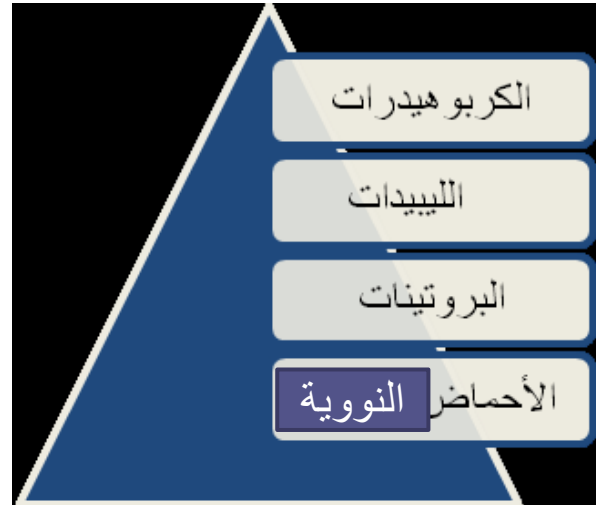 الكربوهيدرات
الليبيدات
البروتينات
الأحماض النووية